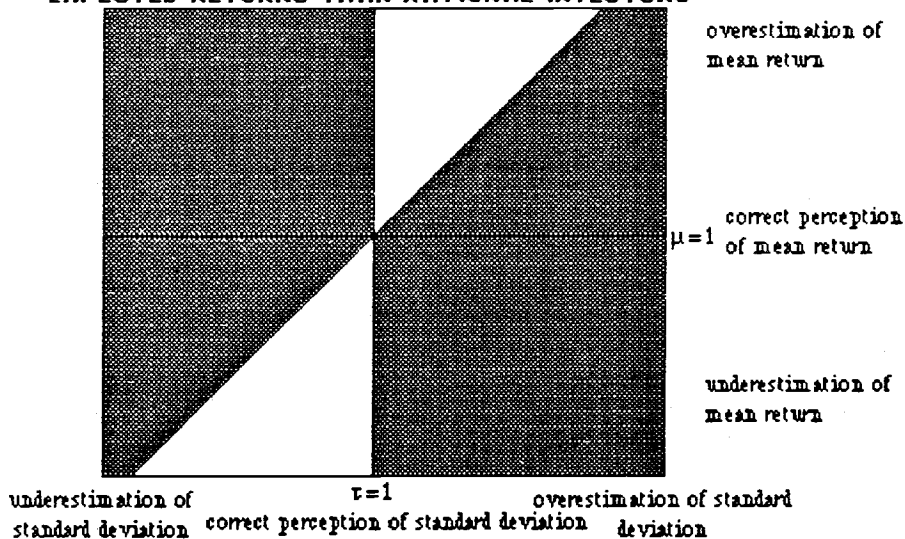 overestimation of
mean return
μ=1
correct perception
of mean return
underestimation of
mean return
τ=1
underestimation of
standard deviation
correct perception of standard deviation
overestimation of standard
deviation